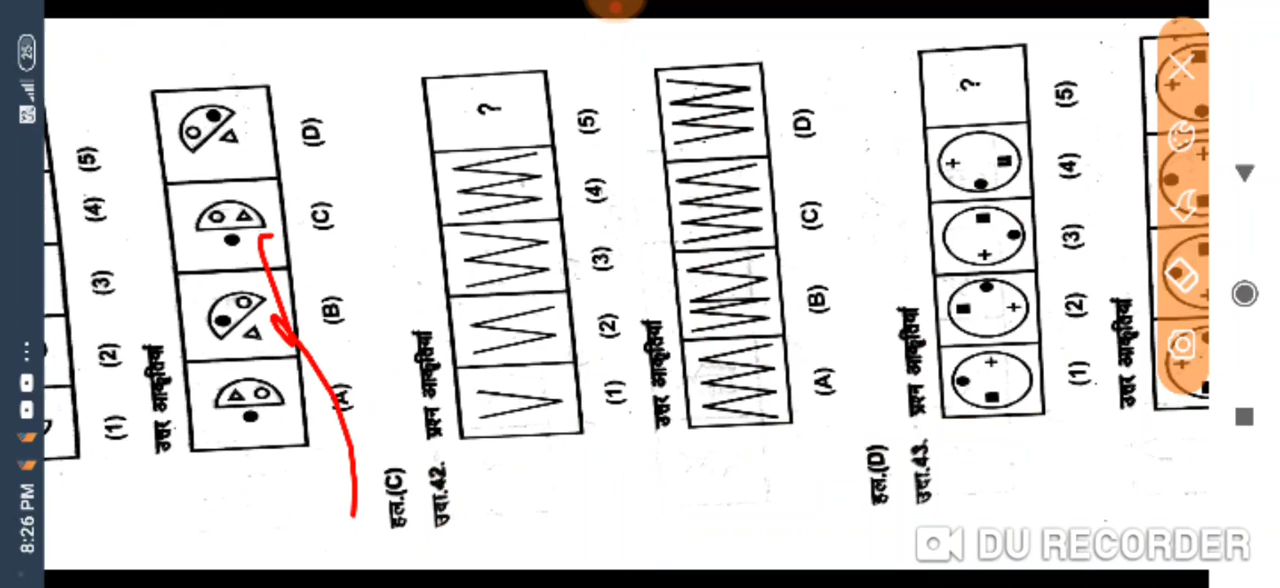 8:26 PM
25
(1) (2) (3) (4) (5)
उत्तर आकृतियां
(A) (B) (C) (D)
हल.(C)
उदा.42. प्रश्न आकृतियां
?
(1) (2) (3) (4) (5)
उत्तर आकृतियां
(A) (B) (C) (D)
हल.(D)
उदा.43. प्रश्न आकृतियां
?
(1) (2) (3) (4) (5)
उत्तर आकृतियां
DU RECORDER